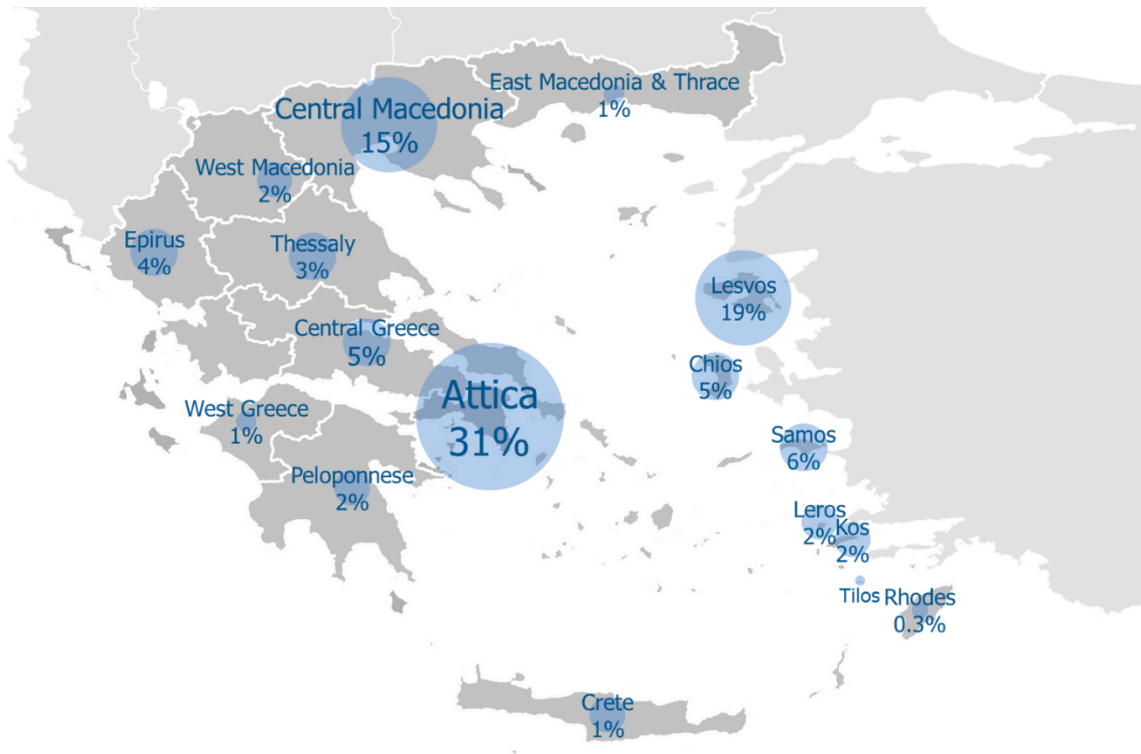 East Macedonia & Thrace
1%
Central Macedonia
15%
West Macedonia
2%
Epirus
4%
Thessaly
3%
Lesvos
19%
Central Greece
5%
Chios
5%
Attica
31%
West Greece
1%
Samos
6%
Peloponnese
2%
Leros
2%
Kos
2%
Tilos
Rhodes
0.3%
Crete
1%